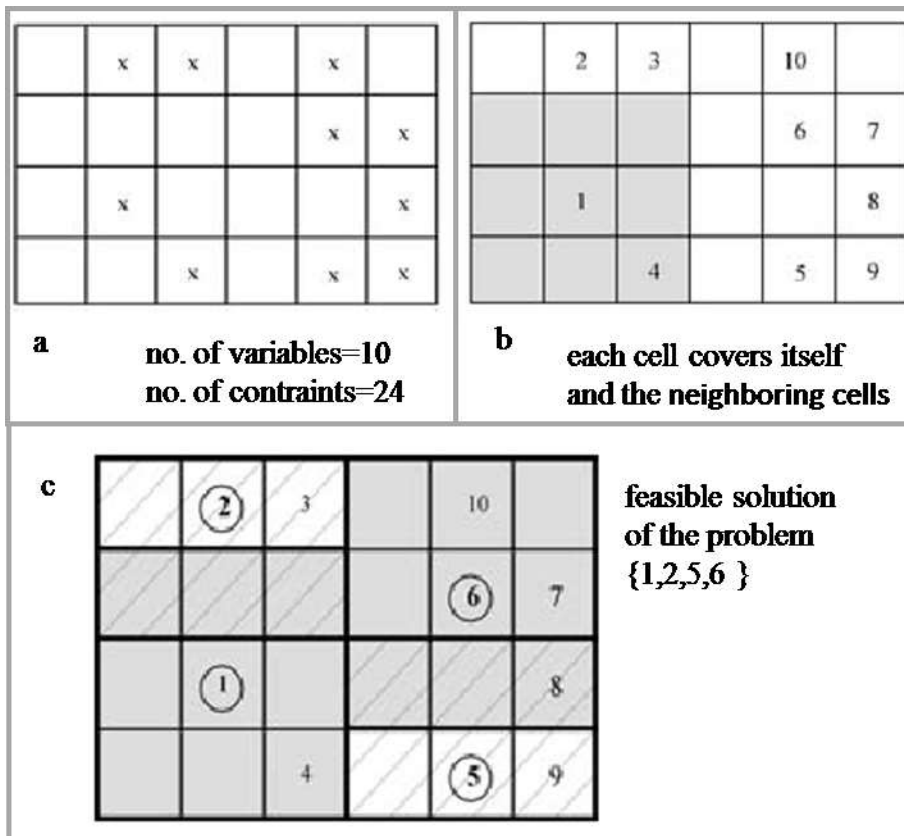 x x x
x x
x x
x x x
a
no. of variables=10
no. of contraints=24
2 3 10
6 7
1 8
4 5 9
b
each cell covers itself
and the neighboring cells
c
2 3 10
6 7
1 8
4 5 9
feasible solution
of the problem
{1,2,5,6 }